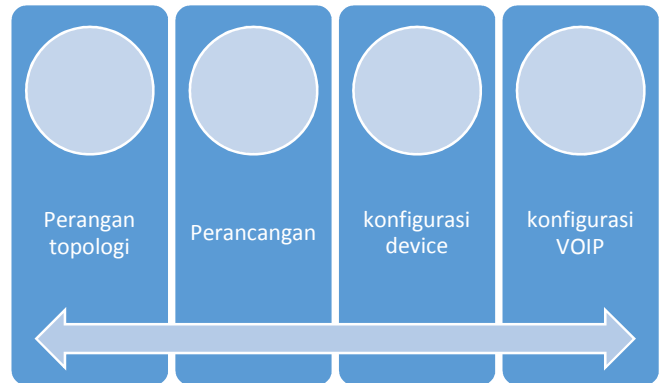 Perangan
topologi
Perancangan
konfigurasi
device
konfigurasi
VOIP